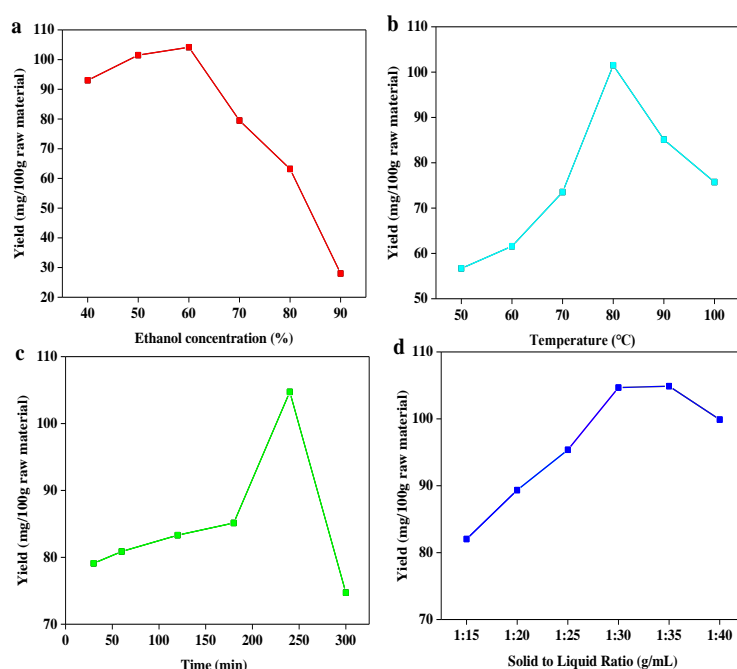 a
Yield (mg/100g raw material)
110
100
90
80
70
60
50
40
30
20
40 50 60 70 80 90
Ethanol concentration (%)
b
Yield (mg/100g raw material)
110
100
90
80
70
60
50
50 60 70 80 90 100
Temperature (°C)
c
Yield (mg/100g raw material)
110
100
90
80
70
0 50 100 150 200 250 300
Time (min)
d
Yield (mg/100g raw material)
110
100
90
80
70
1:15 1:20 1:25 1:30 1:35 1:40
Solid to Liquid Ratio (g/mL)